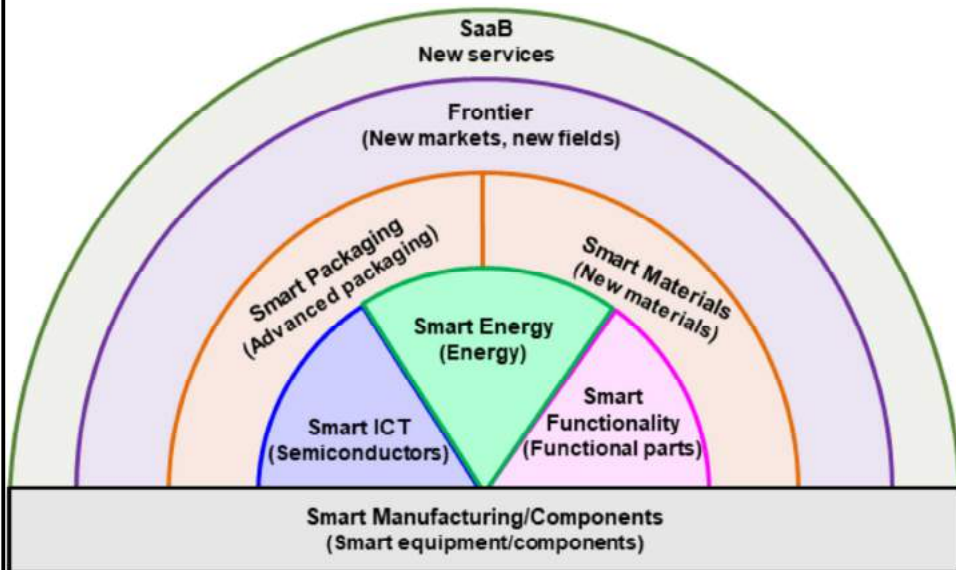 SaaB
New services
Frontier
(New markets, new fields)
Smart Packaging
(Advanced packaging)
Smart Materials
(New materials)
Smart Energy
(Energy)
Smart ICT
(Semiconductors)
Smart
Functionality
(Functional parts)
Smart Manufacturing/Components
(Smart equipment/components)